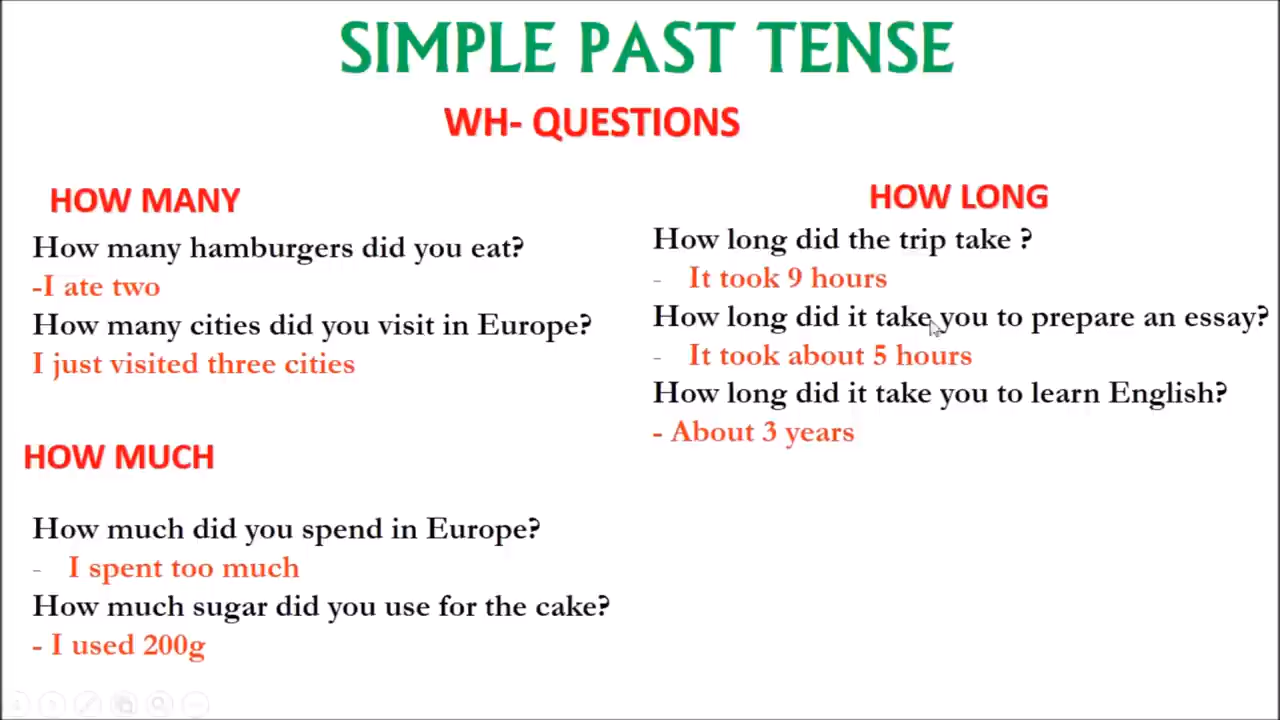 SIMPLE PAST TENSE
WH- QUESTIONS
HOW MANY
How many hamburgers did you eat?
-I ate two
How many cities did you visit in Europe?
I just visited three cities
HOW MUCH
How much did you spend in Europe?
- I spent too much
How much sugar did you use for the cake?
- I used 200g
HOW LONG
How long did the trip take ?
- It took 9 hours
How long did it take you to prepare an essay?
- It took about 5 hours
How long did it take you to learn English?
- About 3 years